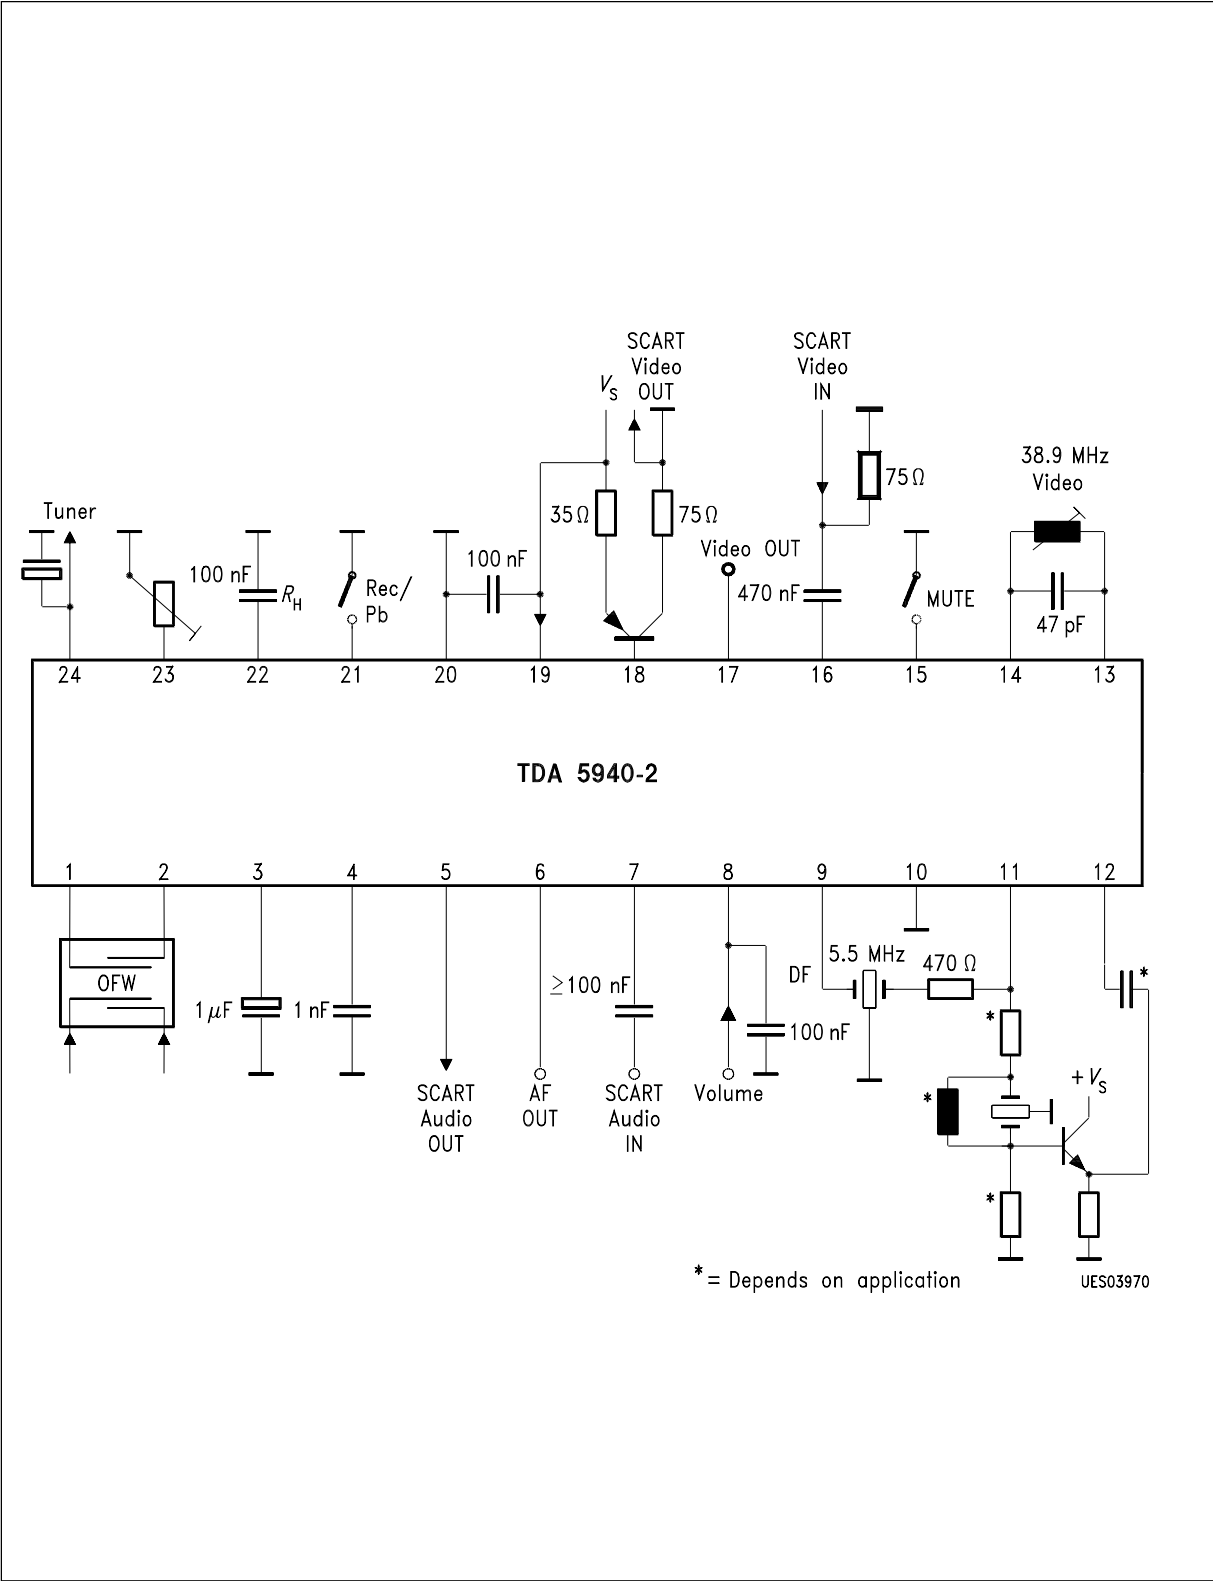 SCART
Video
OUT
SCART
Video
IN
V_S
38.9 MHz
Video
75Ω
Tuner
35Ω
75Ω
Video OUT
100 nF
100 nF
R_H
Rec/
Pb
470 nF
MUTE
47 pF
24 23 22 21 20 19 18 17 16 15 14 13
TDA 5940-2
1 2 3 4 5 6 7 8 9 10 11 12
OFW
1 μF
1 nF
≥100 nF
100 nF
DF
5.5 MHz
470 Ω
*
*
*
+V_S
*
SCART
Audio
OUT
AF
OUT
SCART
Audio
IN
Volume
* = Depends on application
UES03970